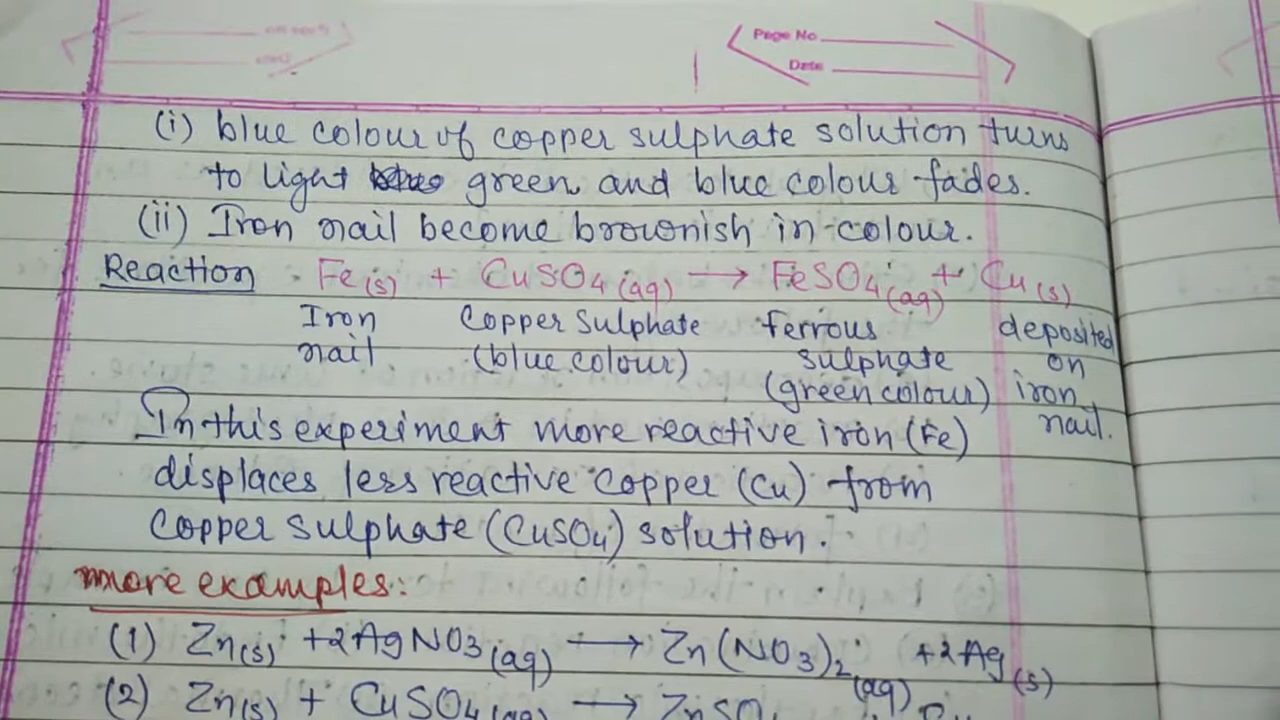 Page No
Date
(i) blue colour of copper sulphate solution turns
to light green and blue colour fades.
(ii) Iron nail become brownish in colour.
Reaction Fe(s) + CuSO4(aq) → FeSO4(aq) + Cu(s)
Iron Copper Sulphate ferrous deposited
nail (blue colour) sulphate on
(green colour) iron
nail.
In this experiment more reactive iron (Fe)
displaces less reactive copper (Cu) from
copper sulphate (CuSO4) solution.
more examples:
(1) Zn(s) +2AgNO3(aq) → Zn(NO3)2(aq) +2Ag(s)
(2) Zn(s) + CuSO4(aq) →